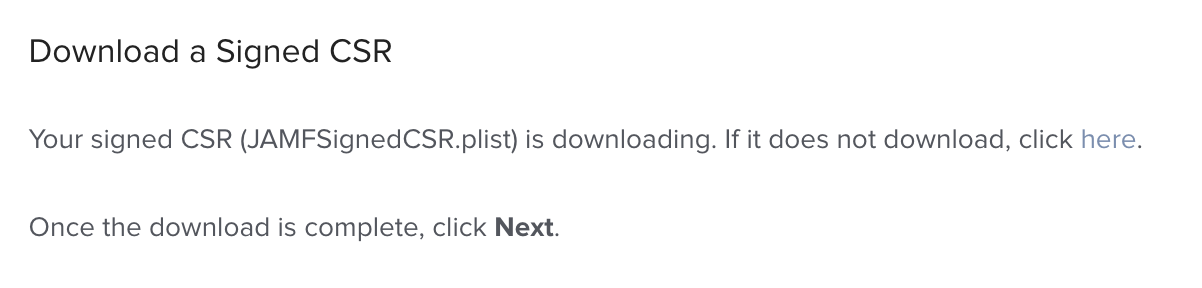 Download a Signed CSR
Your signed CSR (JAMFSignedCSR.plist) is downloading. If it does not download, click here.
Once the download is complete, click Next.